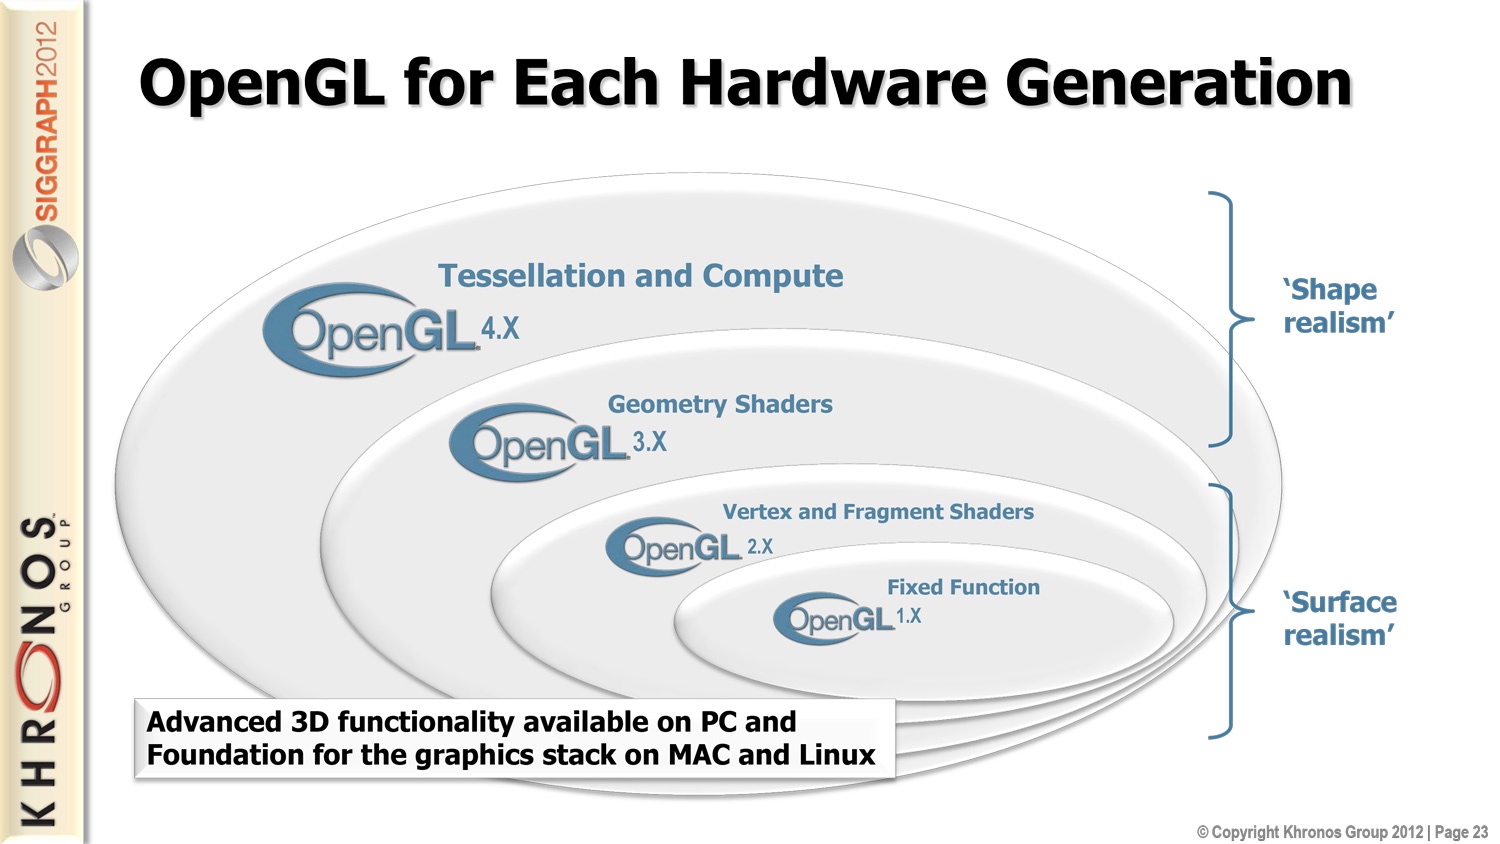 OpenGL for Each Hardware Generation
SIGGRAPH2012
KHRONOS™
GROUP
Tessellation and Compute
OpenGL. 4.X
Geometry Shaders
OpenGL. 3.X
Vertex and Fragment Shaders
OpenGL. 2.X
Fixed Function
OpenGL. 1.X
‘Shape
realism’
‘Surface
realism’
Advanced 3D functionality available on PC and
Foundation for the graphics stack on MAC and Linux
© Copyright Khronos Group 2012 | Page 23